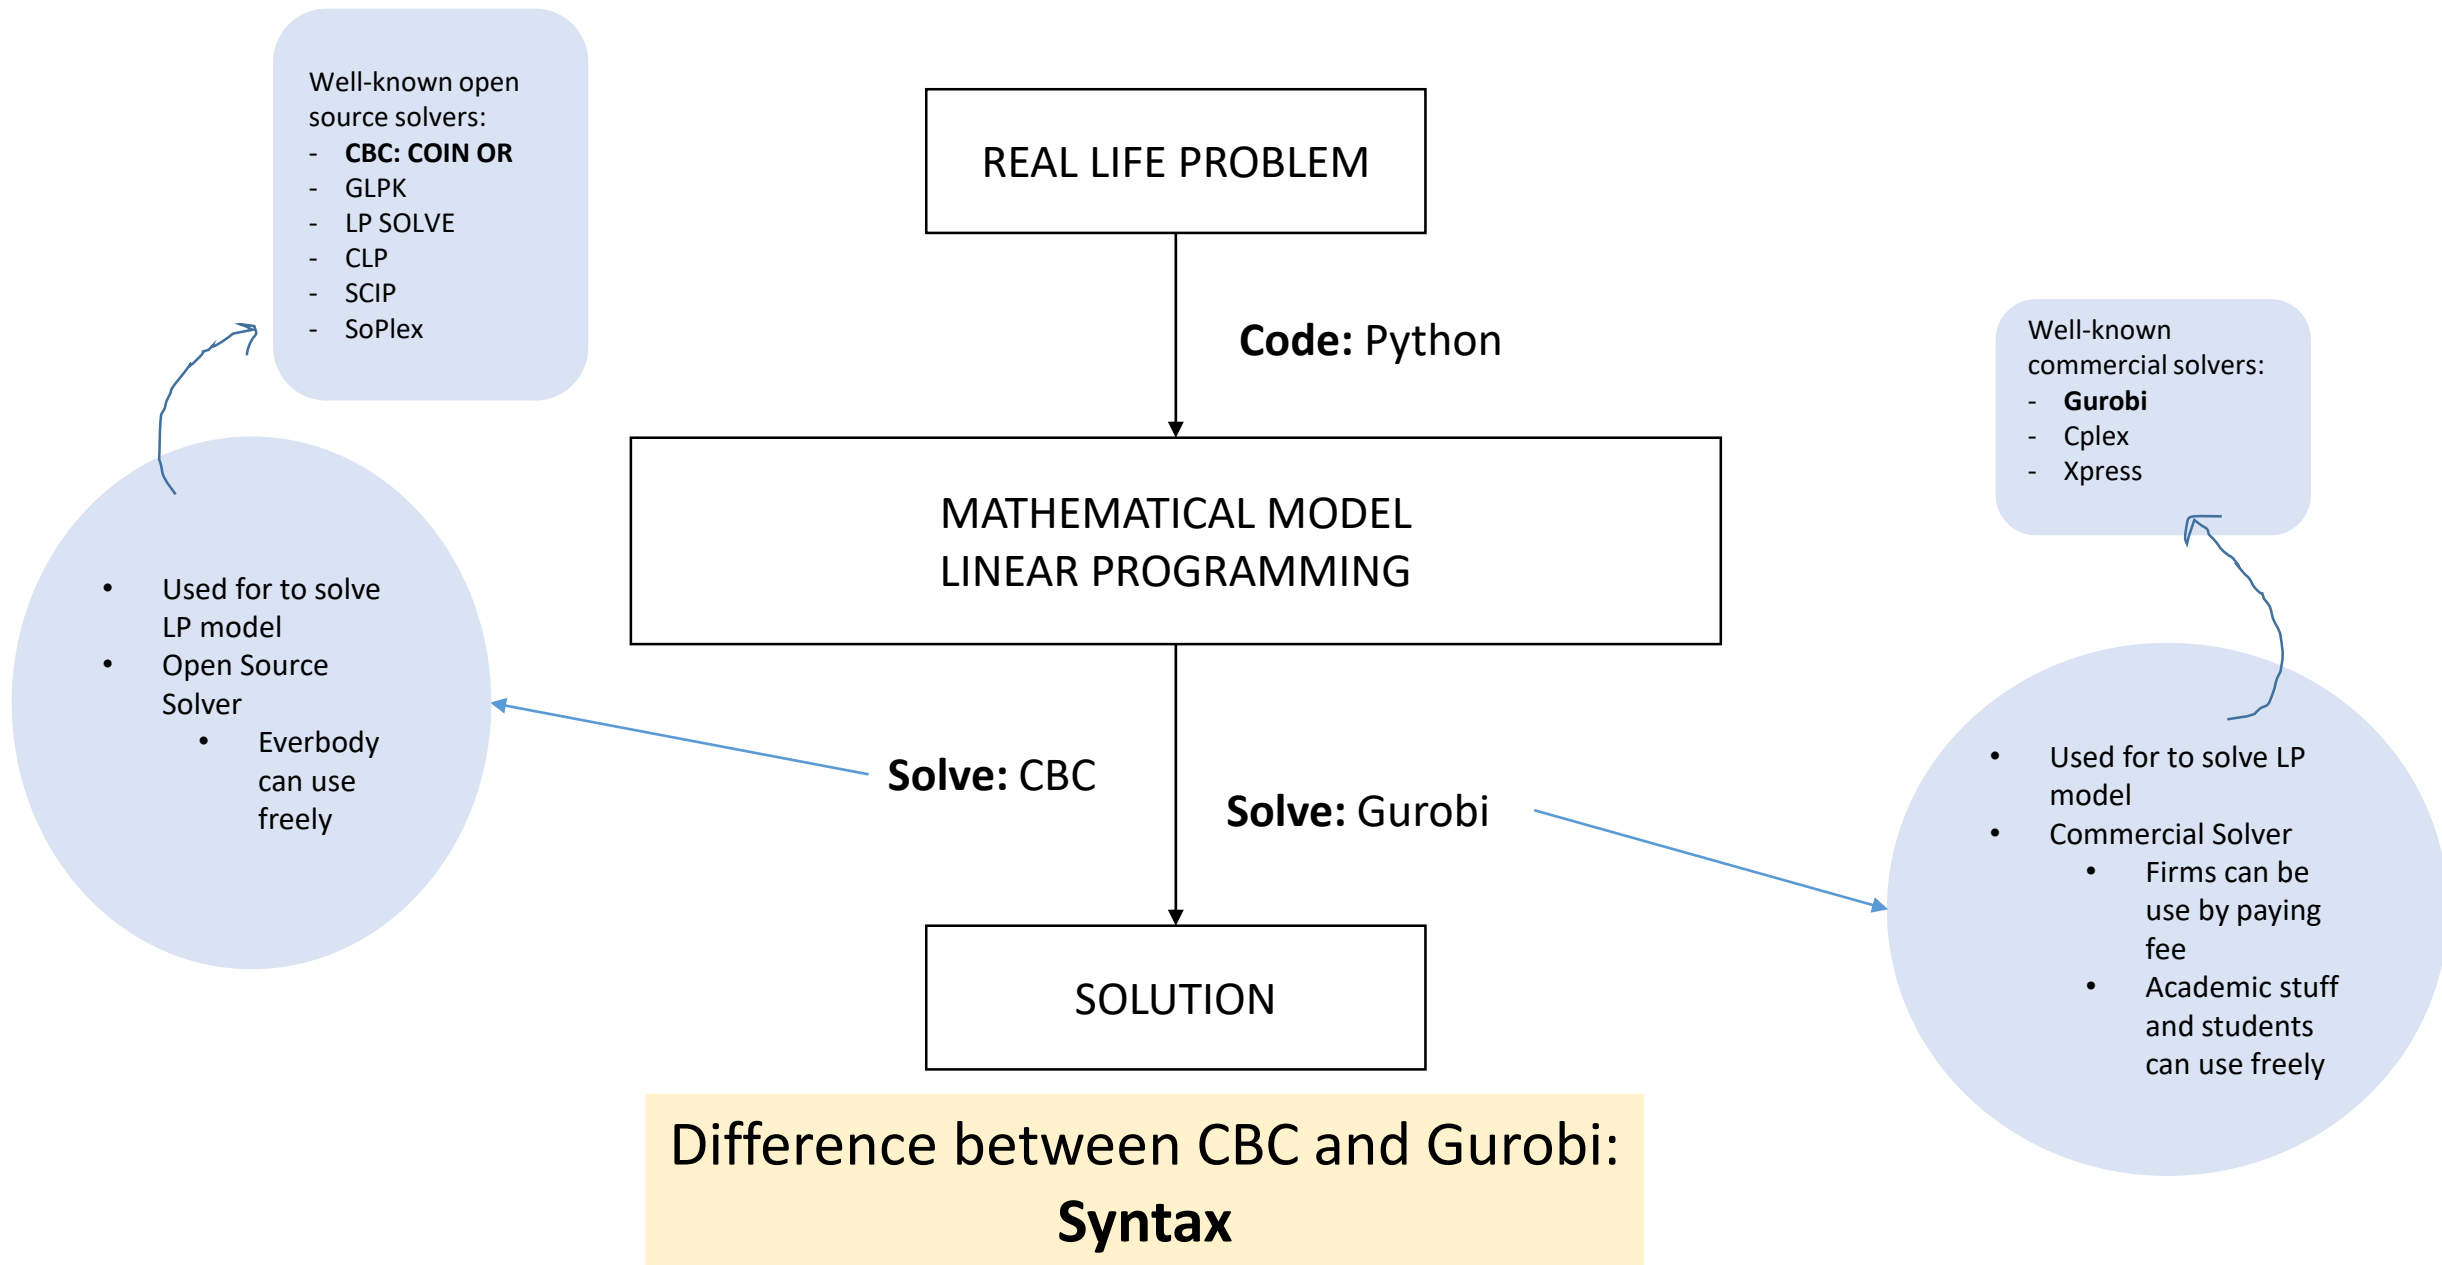 Well-known open
source solvers:
- CBC: COIN OR
- GLPK
- LP SOLVE
- CLP
- SCIP
- SoPlex
REAL LIFE PROBLEM
Code: Python
Well-known
commercial solvers:
- Gurobi
- Cplex
- Xpress
MATHEMATICAL MODEL
LINEAR PROGRAMMING
• Used for to solve
LP model
• Open Source
Solver
• Everbody
can use
freely
Solve: CBC
Solve: Gurobi
• Used for to solve LP
model
• Commercial Solver
• Firms can be
use by paying
fee
• Academic stuff
and students
can use freely
SOLUTION
Difference between CBC and Gurobi:
Syntax